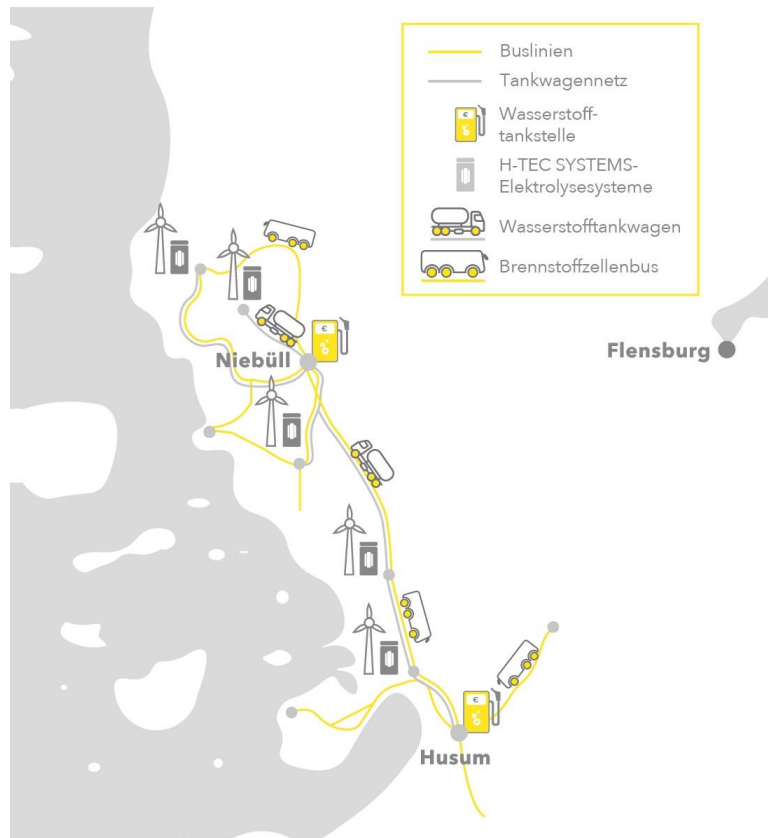 Buslinien
Tankwagennetz
Wasserstoff-
tankstelle
H-TEC SYSTEMS-
Elektrolysesysteme
Wasserstofftankwagen
Brennstoffzellenbus
€
Niebüll
Flensburg
€
Husum